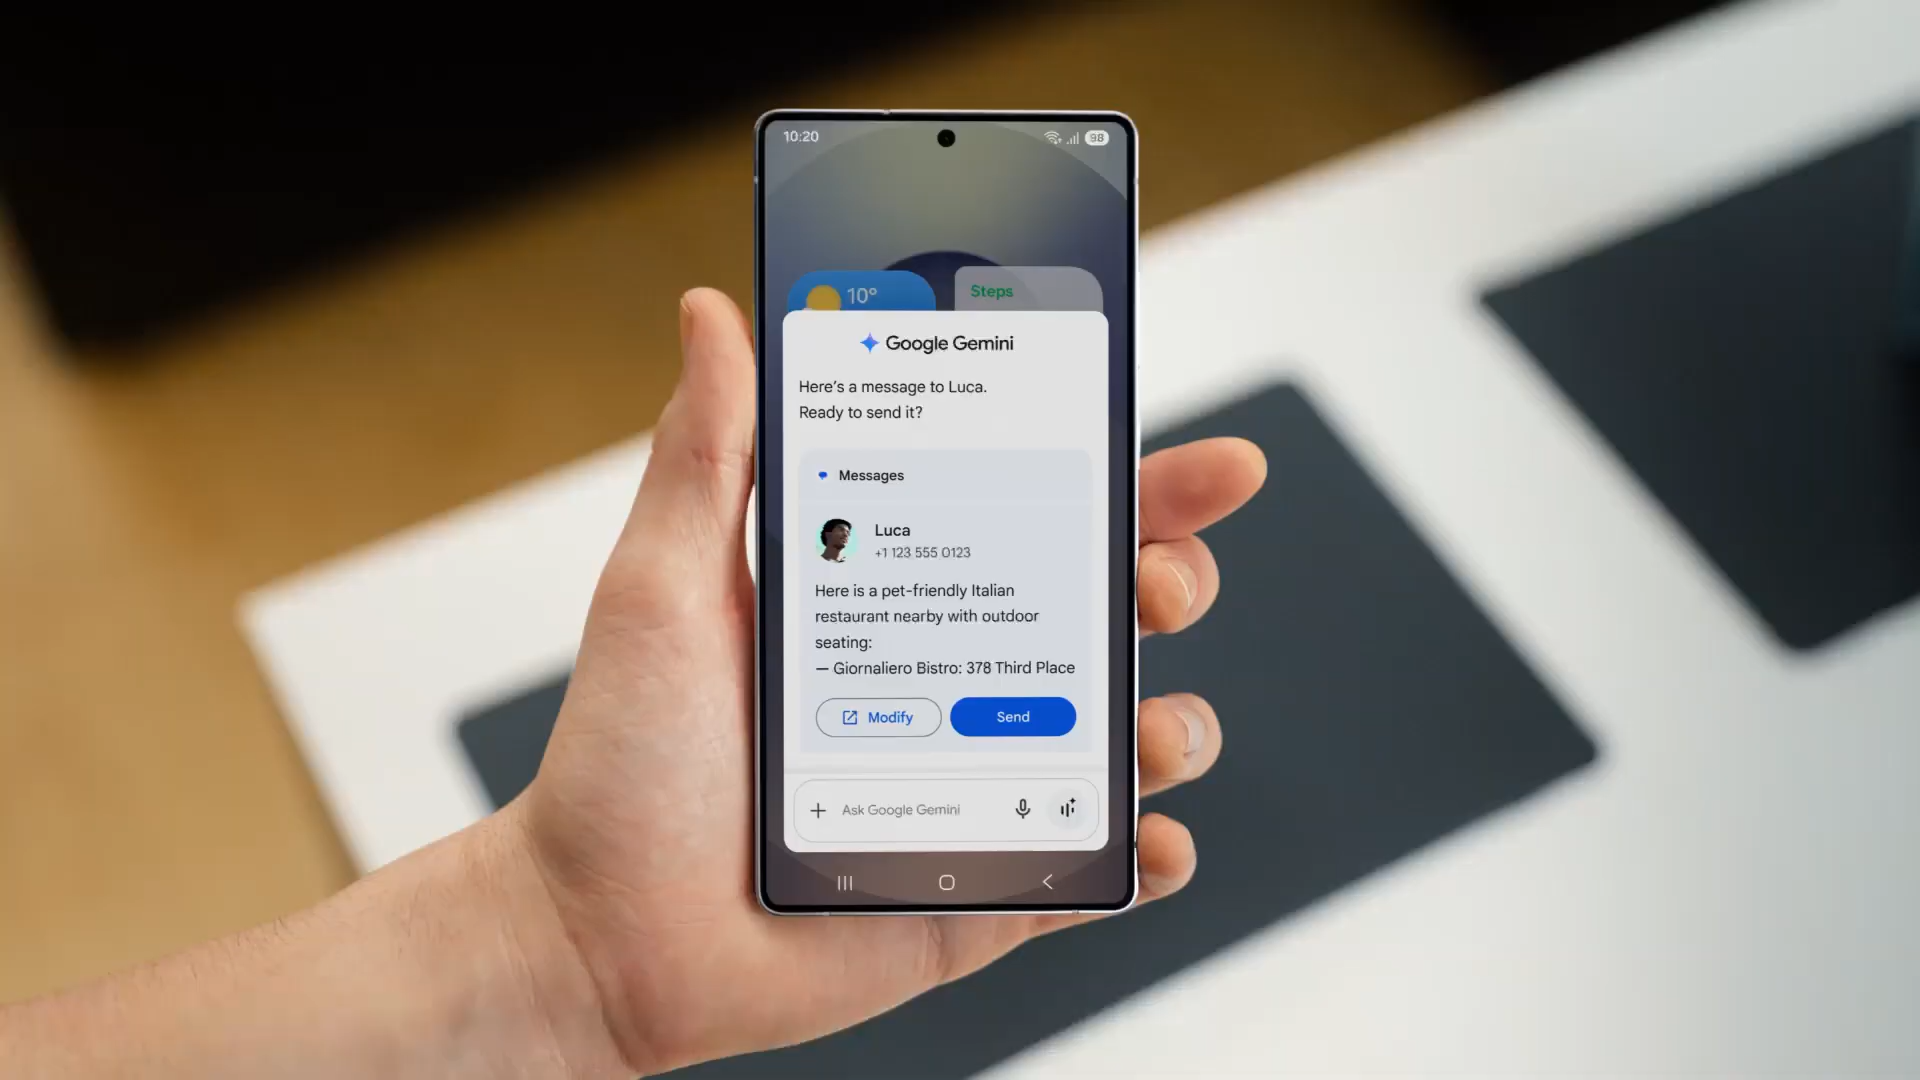 10:20
98
10°
Steps
Google Gemini
Here's a message to Luca.
Ready to send it?
Messages
Luca
+1 123 555 0123
Here is a pet-friendly Italian
restaurant nearby with outdoor
seating:
— Giornaliero Bistro: 378 Third Place
Modify
Send
Ask Google Gemini